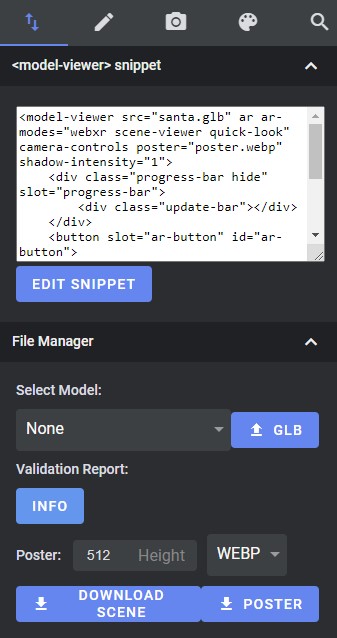 <model-viewer> snippet
<model-viewer src="santa.glb" ar ar-
modes="webxr scene-viewer quick-look"
camera-controls poster="poster.webp"
shadow-intensity="1">
    <div class="progress-bar hide"
slot="progress-bar">
        <div class="update-bar"></div>
    </div>
    <button slot="ar-button" id="ar-
button">
EDIT SNIPPET
File Manager
Select Model:
None GLB
Validation Report:
INFO
Poster: 512 Height WEBP
DOWNLOAD
SCENE
POSTER